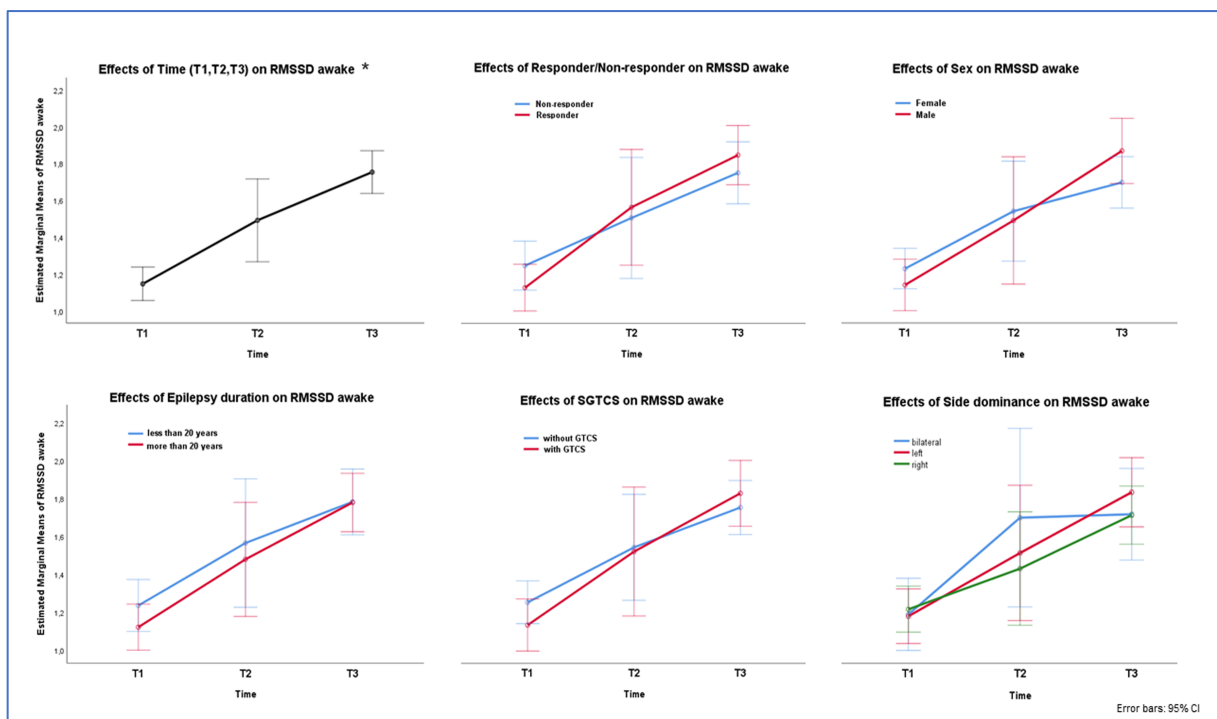 Effects of Time (T1,T2,T3) on RMSSD awake *
Estimated Marginal Means of RMSSD awake
2,2
2,0
1,8
1,6
1,4
1,2
1,0
T1
T2
T3
Time
Effects of Responder/Non-responder on RMSSD awake
Non-responder
Responder
T1
T2
T3
Time
Effects of Sex on RMSSD awake
Female
Male
T1
T2
T3
Time
Effects of Epilepsy duration on RMSSD awake
Estimated Marginal Means of RMSSD awake
2,2
2,0
1,8
1,6
1,4
1,2
1,0
less than 20 years
more than 20 years
T1
T2
T3
Time
Effects of SGTCS on RMSSD awake
without GTCS
with GTCS
T1
T2
T3
Time
Effects of Side dominance on RMSSD awake
bilateral
left
right
T1
T2
T3
Time
Error bars: 95% CI